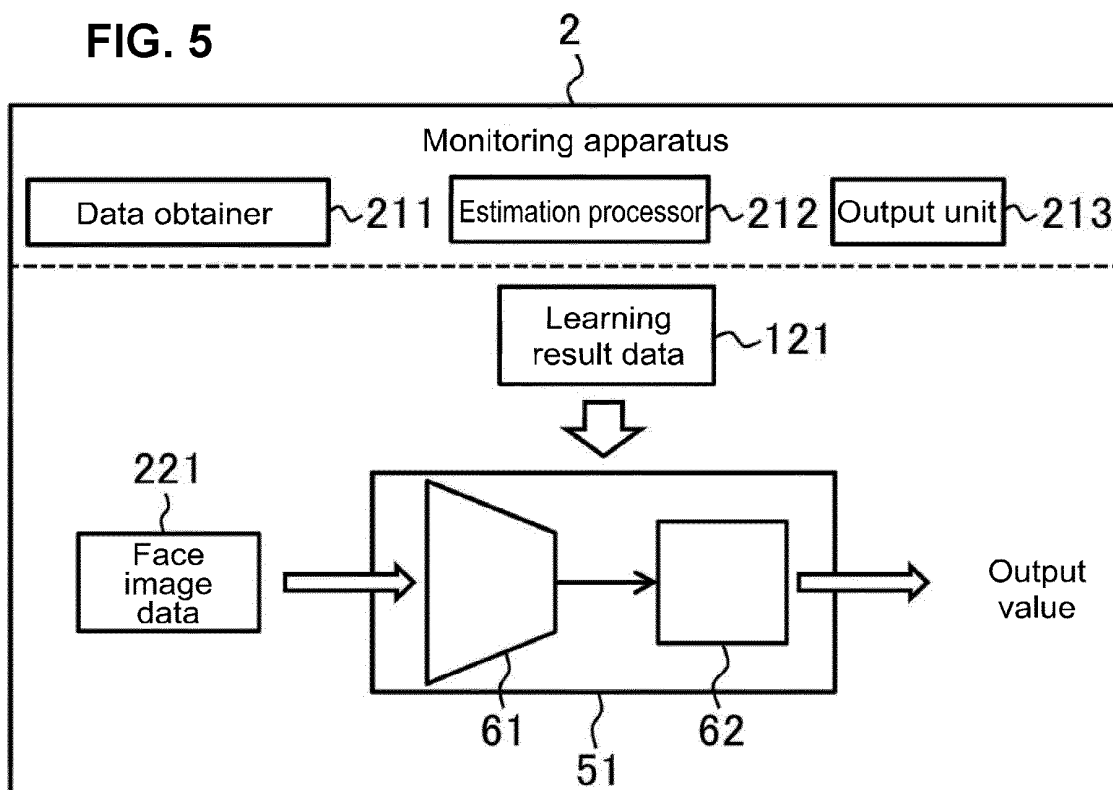 FIG. 5
2
Monitoring apparatus
Data obtainer 211 Estimation processor 212 Output unit 213
Learning
result data 121
221
Face
image
data
Output
value
61 62
51